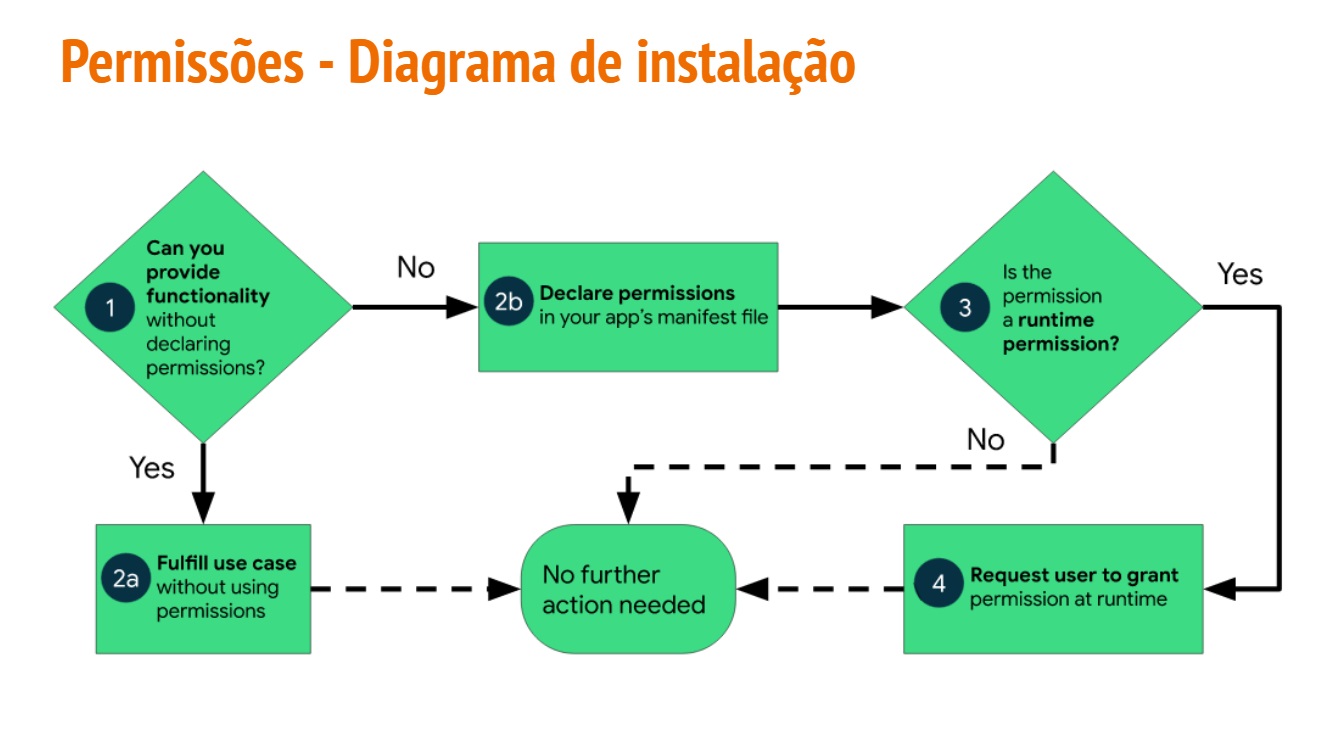 Permissões - Diagrama de instalação
1
Can you
provide
functionality
without
declaring
permissions?
No
2b
Declare permissions
in your app's manifest file
3
Is the
permission
a runtime
permission?
Yes
No
Yes
2a
Fulfill use case
without using
permissions
No further
action needed
4
Request user to grant
permission at runtime